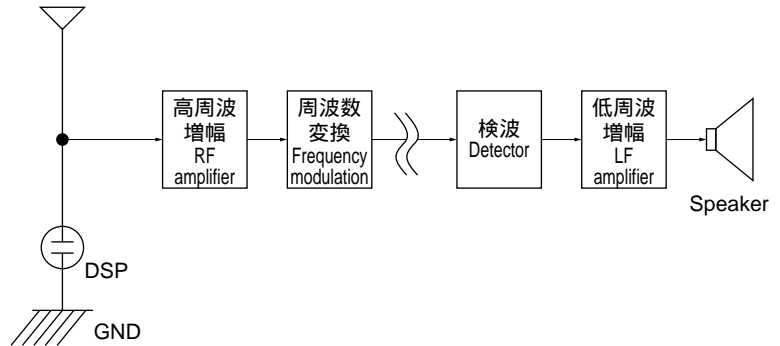 高周波
増幅
RF
amplifier
周波数
変換
Frequency
modulation
検波
Detector
低周波
増幅
LF
amplifier
Speaker
DSP
GND